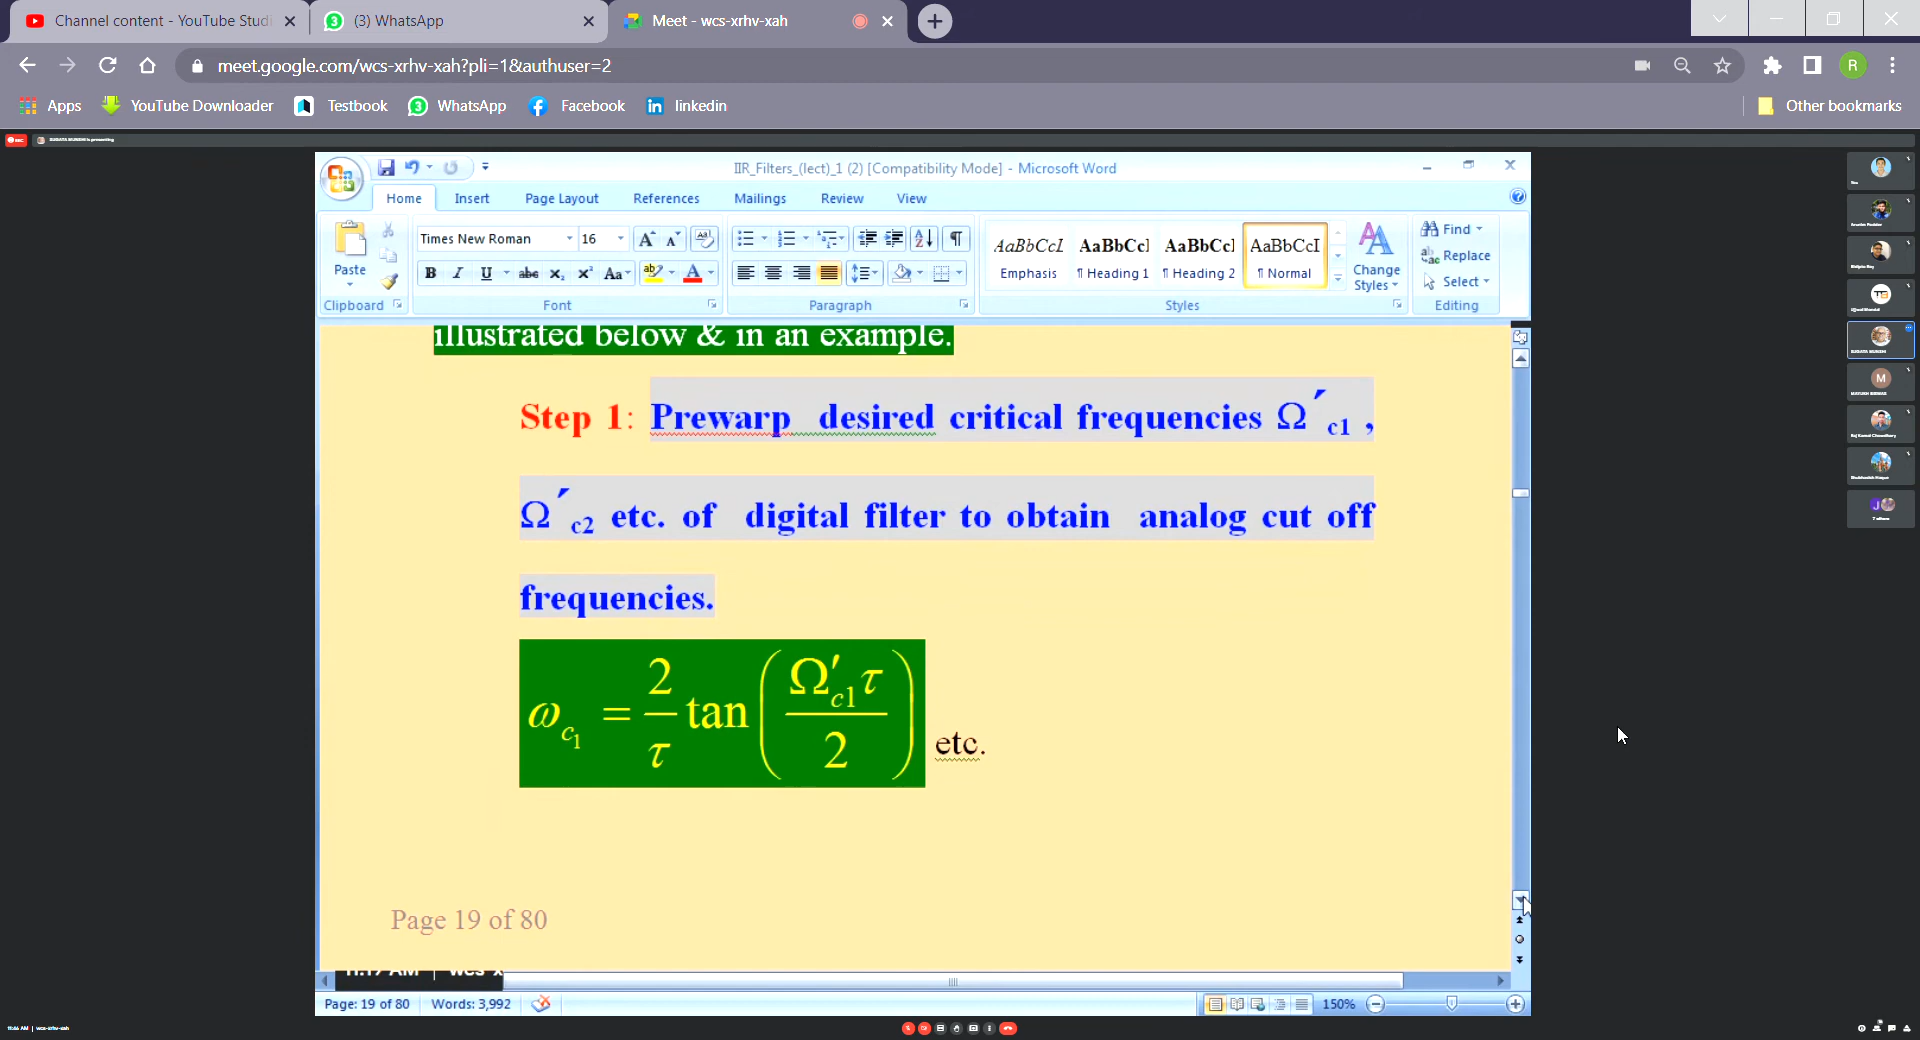 Channel content - YouTube Studi
(3) WhatsApp
Meet - wcs-xrhv-xah
meet.google.com/wcs-xrhv-xah?pli=1&authuser=2
R
Apps
YouTube Downloader
Testbook
3 WhatsApp
Facebook
linkedin
Other bookmarks
IIR_Filters_(lect)_1 (2) [Compatibility Mode] - Microsoft Word
Home Insert Page Layout References Mailings Review View
Times New Roman 16
Paste
Clipboard
Font
Paragraph
AaBbCcI AaBbCcI AaBbCcI AaBbCcI
Emphasis ¶ Heading 1 ¶ Heading 2 ¶ Normal
Change Styles
Styles
Find
Replace
Select
Editing
illustrated below & in an example.
Step 1: Prewarp desired critical frequencies Ω´c1 ,
Ω´c2 etc. of digital filter to obtain analog cut off
frequencies.
ω_c1 = 2/τ tan(Ω′c1τ/2) etc.
Page 19 of 80
Page: 19 of 80 Words: 3,992 150%